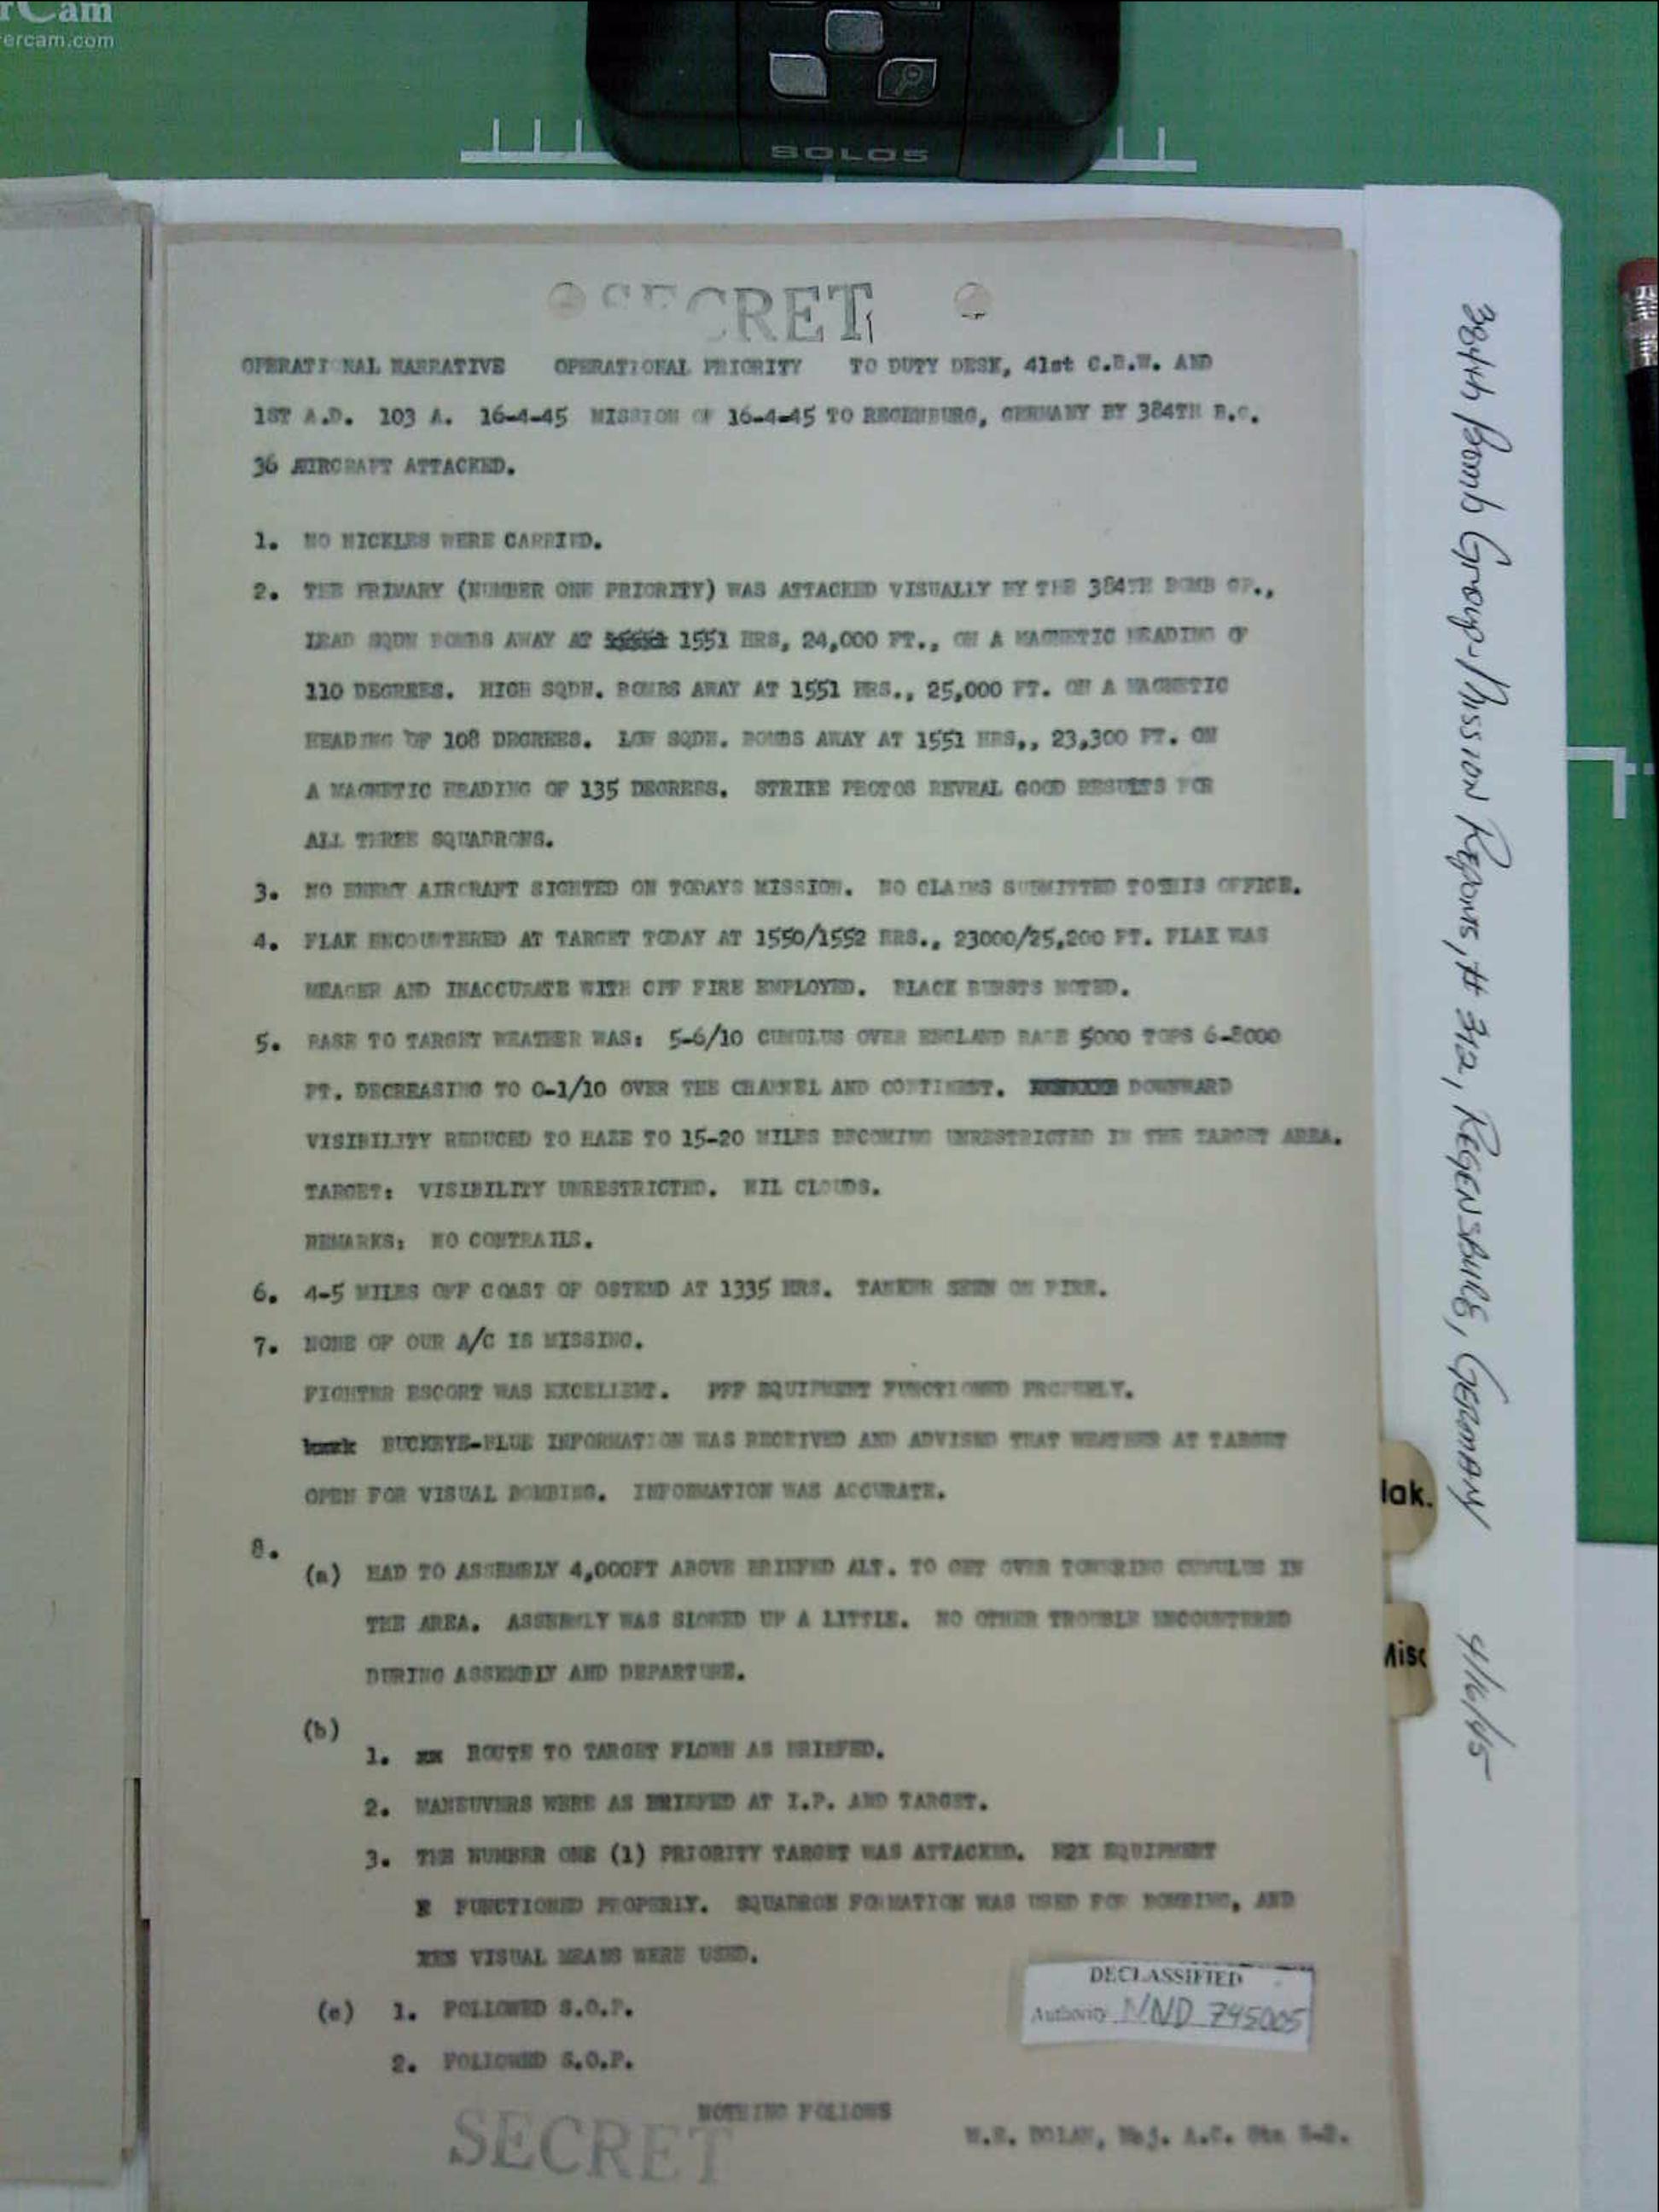 rCam
ercam.com
SOLO5
SECRET
OPERATIONAL NARRATIVE OPERATIONAL PRIORITY TO DUTY DESK, 41st C.B.W. AND
1ST A.D. 103 A. 16-4-45 MISSION OF 16-4-45 TO REGENBURG, GERMANY BY 384TH B.G.
36 AIRCRAFT ATTACKED.
1. NO NICKLES WERE CARRIED.
2. THE PRIMARY (NUMBER ONE PRIORITY) WAS ATTACKED VISUALLY BY THE 384TH BOMB GP.,
LEAD SQDN BOMBS AWAY AT 1551 HRS, 24,000 FT., ON A MAGNETIC HEADING OF
110 DEGREES. HIGH SQDN. BOMBS AWAY AT 1551 HRS., 25,000 FT. ON A MAGNETIC
HEADING OF 108 DEGREES. LOW SQDN. BOMBS AWAY AT 1551 HRS,, 23,300 FT. ON
A MAGNETIC HEADING OF 135 DEGREES. STRIKE PHOTOS REVEAL GOOD RESULTS FOR
ALL THREE SQUADRONS.
3. NO ENEMY AIRCRAFT SIGHTED ON TODAYS MISSION. NO CLAIMS SUBMITTED TOTHIS OFFICE.
4. FLAK ENCOUNTERED AT TARGET TODAY AT 1550/1552 HRS., 23000/25,200 FT. FLAK WAS
MEAGER AND INACCURATE WITH CPF FIRE EMPLOYED. BLACK BURSTS NOTED.
5. BASE TO TARGET WEATHER WAS: 5-6/10 CUMULUS OVER ENGLAND BASE 5000 TOPS 6-8000
FT. DECREASING TO 0-1/10 OVER THE CHANNEL AND CONTINENT. DOWNWARD
VISIBILITY REDUCED TO HAZE TO 15-20 MILES BECOMING UNRESTRICTED IN THE TARGET AREA.
TARGET: VISIBILITY UNRESTRICTED. NIL CLOUDS.
REMARKS: NO CONTRAILS.
6. 4-5 MILES OFF COAST OF OSTEND AT 1335 HRS. TANKER SEEN ON FIRE.
7. NONE OF OUR A/C IS MISSING.
FIGHTER ESCORT WAS EXCELLENT. PFF EQUIPMENT FUNCTIONED PROPERLY.
BUCKEYE-BLUE INFORMATION WAS RECEIVED AND ADVISED THAT WEATHER AT TARGET
OPEN FOR VISUAL BOMBING. INFORMATION WAS ACCURATE.
8.
(a) HAD TO ASSEMBLY 4,000FT ABOVE BRIEFED ALT. TO GET OVER TOWERING CUMULUS IN
THE AREA. ASSEMBLY WAS SLOWED UP A LITTLE. NO OTHER TROUBLE ENCOUNTERED
DURING ASSEMBLY AND DEPARTURE.
(b)
1. xx ROUTE TO TARGET FLOWN AS BRIEFED.
2. MANEUVERS WERE AS BRIEFED AT I.P. AND TARGET.
3. THE NUMBER ONE (1) PRIORITY TARGET WAS ATTACKED. H2X EQUIPMENT
FUNCTIONED PROPERLY. SQUADRON FORMATION WAS USED FOR BOMBING, AND
VISUAL MEANS WERE USED.
(c) 1. FOLLOWED S.O.P.
2. FOLLOWED S.O.P.
NOTHING FOLLOWS
W.E. DOLAN, Maj. A.C. Sta S-2.
SECRET
DECLASSIFIED
Authority NND 745005
384th Bomb Group-Mission Reports, # 312, REGENSBURG, GERMANY 4/16/45
lak.
Misc